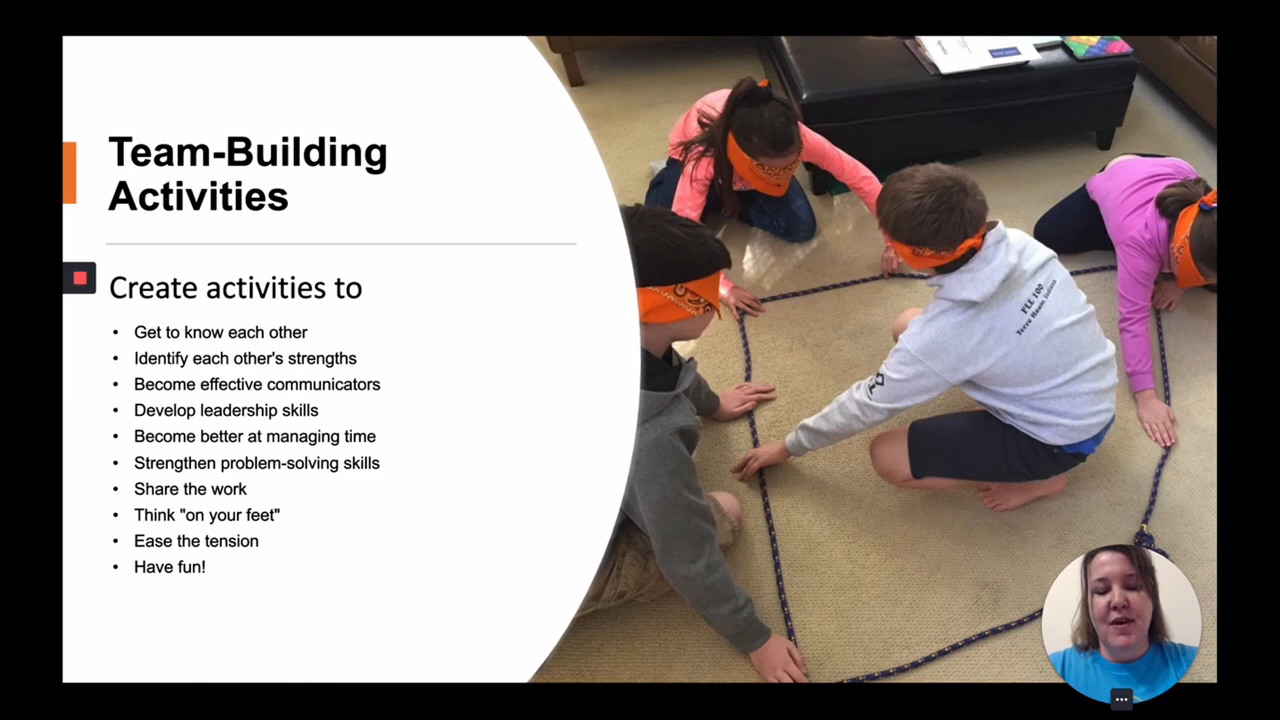 Team-Building
Activities
Create activities to
• Get to know each other
• Identify each other's strengths
• Become effective communicators
• Develop leadership skills
• Become better at managing time
• Strengthen problem-solving skills
• Share the work
• Think "on your feet"
• Ease the tension
• Have fun!
FLL 100
Terre Haute, Indiana